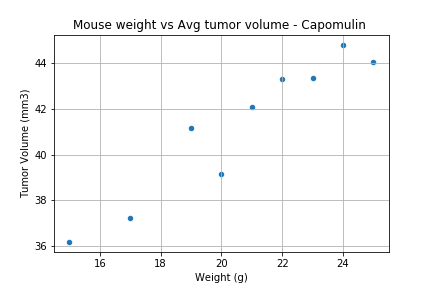 Mouse weight vs Avg tumor volume - Capomulin
Tumor Volume (mm3)
44
42
40
38
36
16 18 20 22 24
Weight (g)